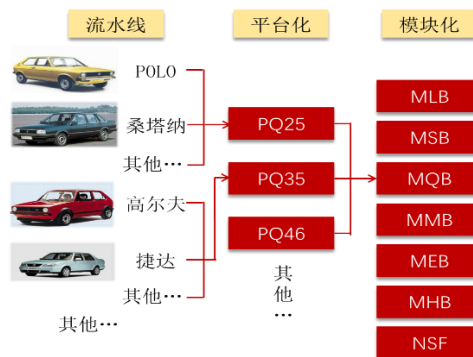 流水线
平台化
模块化
POLO
桑塔纳
其他…
高尔夫
捷达
其他…
其他…
PQ25
PQ35
PQ46
其他…
MLB
MSB
MQB
MMB
MEB
MHB
NSF